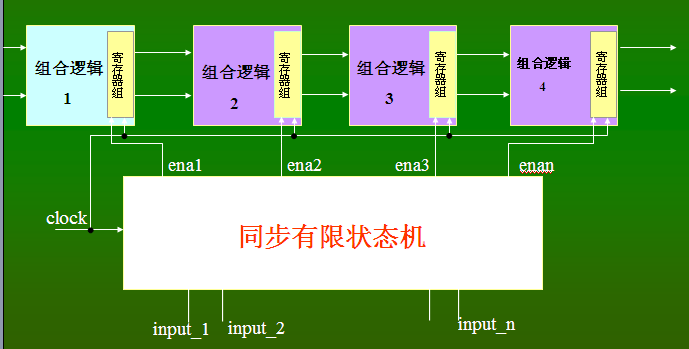 组合逻辑
1
寄存器组
组合逻辑
2
寄存器组
组合逻辑
3
寄存器组
组合逻辑
4
寄存器组
ena1
ena2
ena3
enan
clock
同步有限状态机
input_1
input_2
input_n